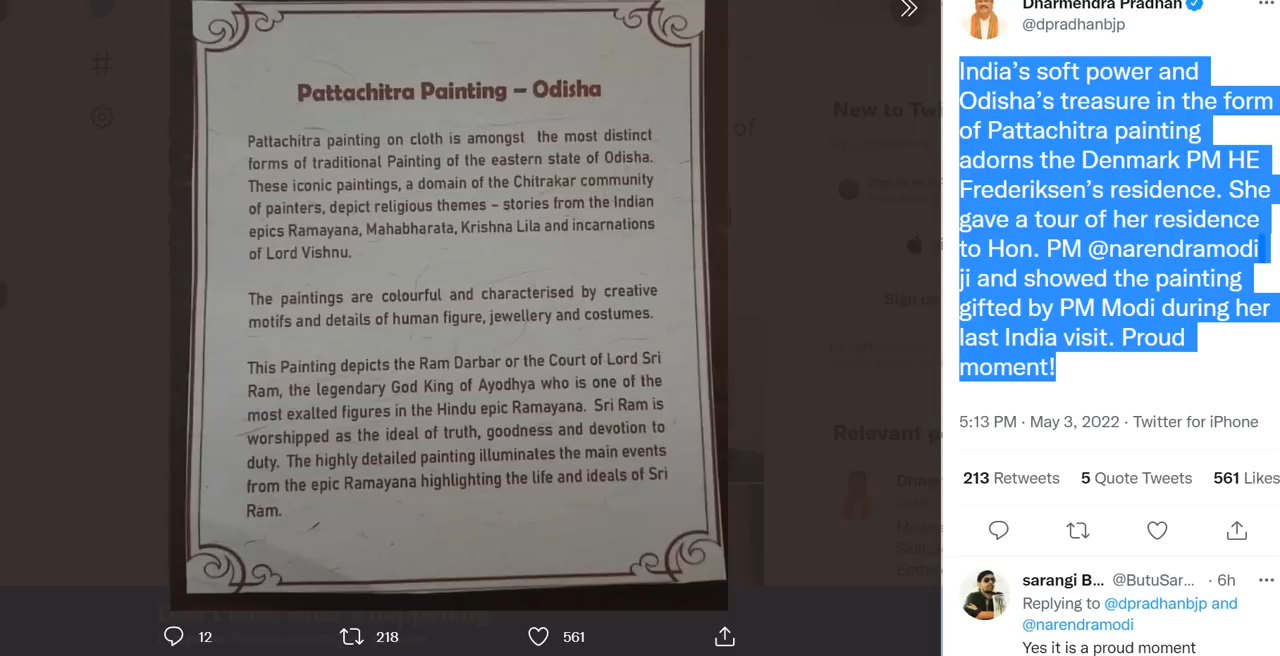 Pattachitra Painting – Odisha
Pattachitra painting on cloth is amongst the most distinct
forms of traditional Painting of the eastern state of Odisha.
These iconic paintings, a domain of the Chitrakar community
of painters, depict religious themes – stories from the Indian
epics Ramayana, Mahabharata, Krishna Lila and incarnations
of Lord Vishnu.
The paintings are colourful and characterised by creative
motifs and details of human figure, jewellery and costumes.
This Painting depicts the Ram Darbar or the Court of Lord Sri
Ram, the legendary God King of Ayodhya who is one of the
most exalted figures in the Hindu epic Ramayana. Sri Ram is
worshipped as the ideal of truth, goodness and devotion to
duty. The highly detailed painting illuminates the main events
from the epic Ramayana highlighting the life and ideals of Sri
Ram.
12 218 561
of
New to Twi
Sign up
Relevant p
Dharmendra Pradhan
@dpradhanbjp
India's soft power and
Odisha's treasure in the form
of Pattachitra painting
adorns the Denmark PM HE
Frederiksen's residence. She
gave a tour of her residence
to Hon. PM @narendramodi
ji and showed the painting
gifted by PM Modi during her
last India visit. Proud
moment!
5:13 PM · May 3, 2022 · Twitter for iPhone
213 Retweets 5 Quote Tweets 561 Likes
sarangi B... @ButuSar... · 6h
Replying to @dpradhanbjp and
@narendramodi
Yes it is a proud moment